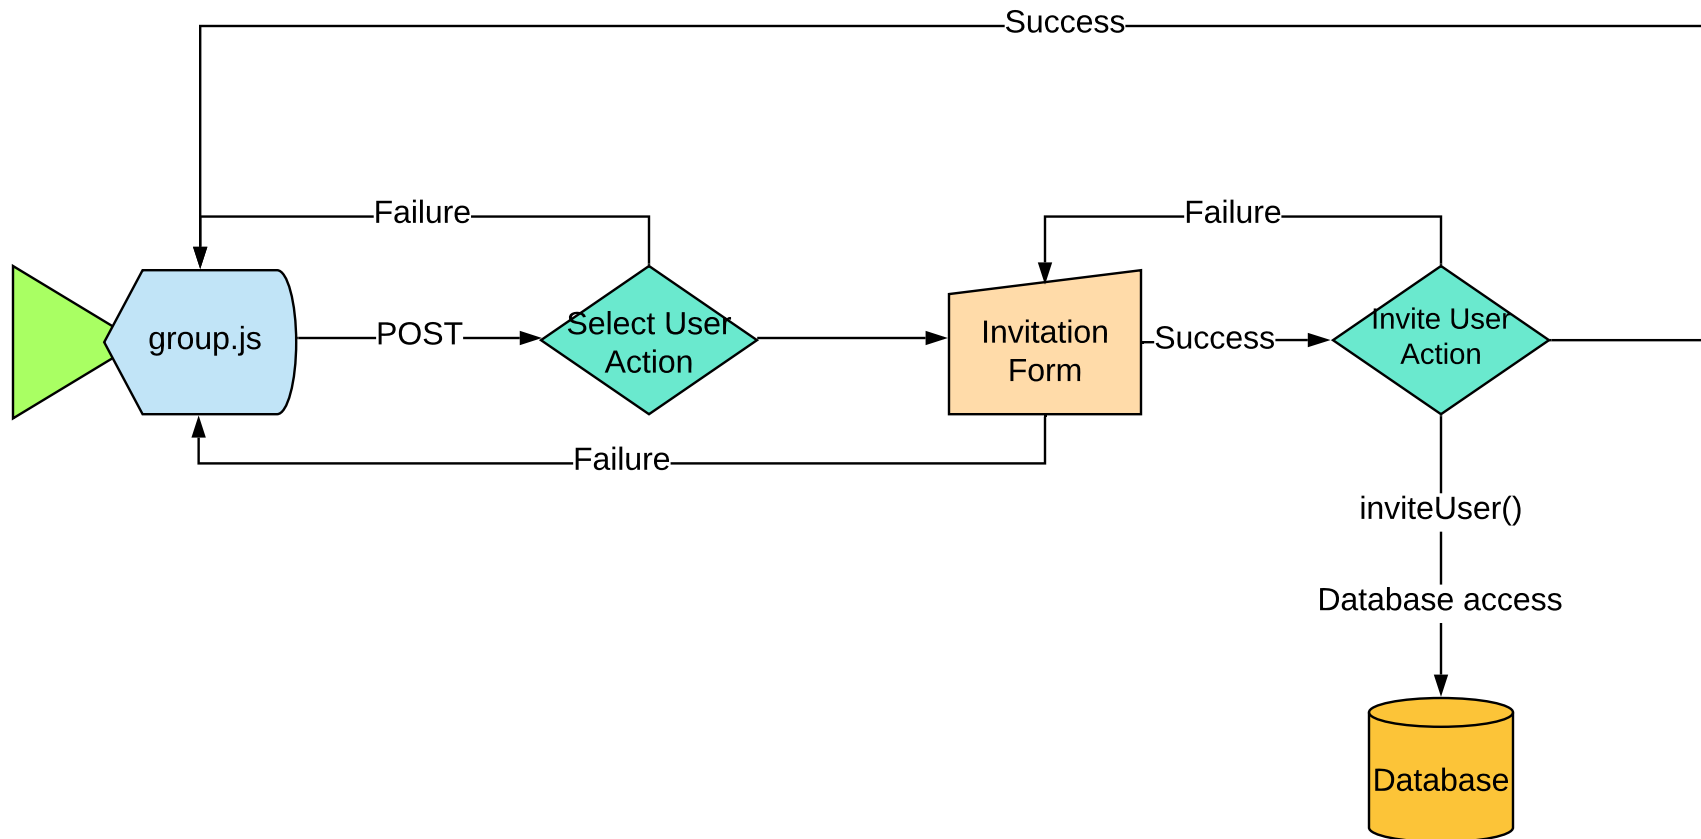 Success
Failure
Failure
group.js
POST
Select User
Action
Invitation
Form
Success
Invite User
Action
Failure
inviteUser()
Database access
Database